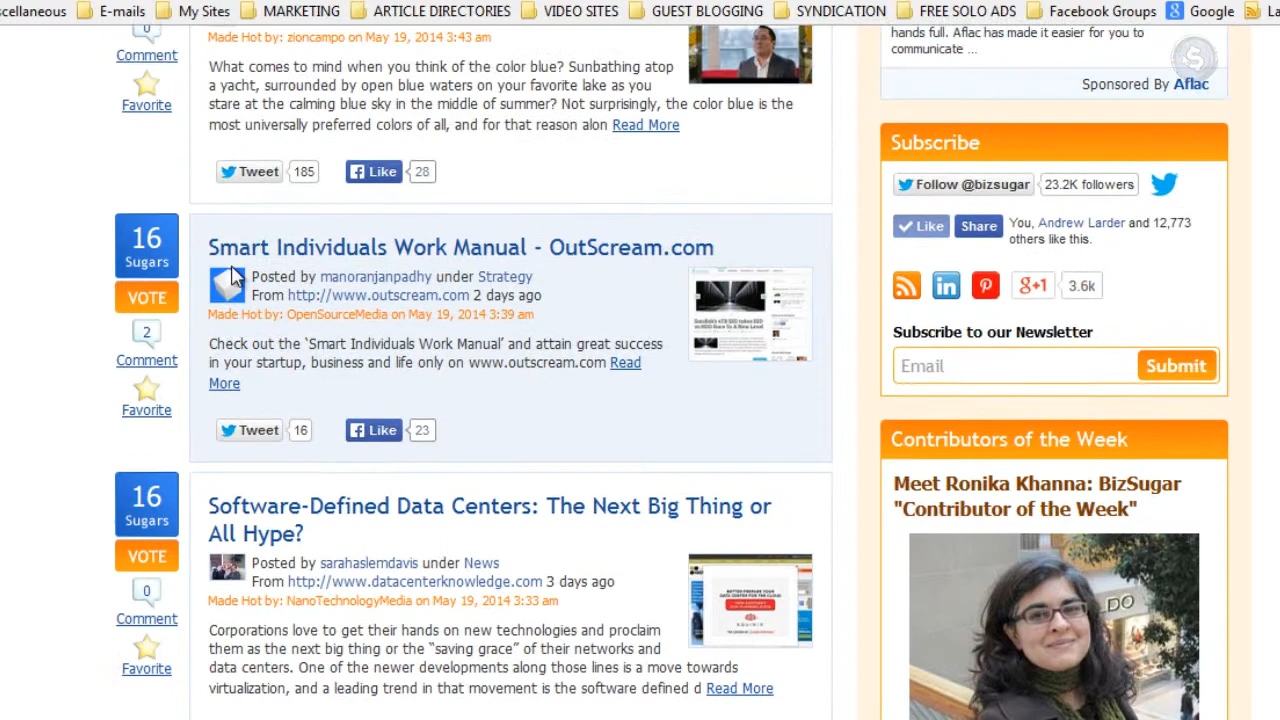 scellaneous E-mails My Sites MARKETING ARTICLE DIRECTORIES VIDEO SITES GUEST BLOGGING SYNDICATION FREE SOLO ADS Facebook Groups Google La
0
Comment
Favorite
Made Hot by: zioncampo on May 19, 2014 3:43 am
What comes to mind when you think of the color blue? Sunbathing atop
a yacht, surrounded by open blue waters on your favorite lake as you
stare at the calming blue sky in the middle of summer? Not surprisingly, the color blue is the
most universally preferred colors of all, and for that reason alon Read More
Tweet 185 Like 28
16
Sugars
VOTE
2
Comment
Favorite
Smart Individuals Work Manual - OutScream.com
Posted by manoranjanpadhy under Strategy
From http://www.outscream.com 2 days ago
Made Hot by: OpenSourceMedia on May 19, 2014 3:39 am
Check out the ‘Smart Individuals Work Manual’ and attain great success
in your startup, business and life only on www.outscream.com Read
More
Tweet 16 Like 23
16
Sugars
VOTE
0
Comment
Favorite
Software-Defined Data Centers: The Next Big Thing or
All Hype?
Posted by sarahaslemdavis under News
From http://www.datacenterknowledge.com 3 days ago
Made Hot by: NanoTechnologyMedia on May 19, 2014 3:33 am
Corporations love to get their hands on new technologies and proclaim
them as the next big thing or the “saving grace” of their networks and
data centers. One of the newer developments along those lines is a move towards
virtualization, and a leading trend in that movement is the software defined d Read More
hands full. Aflac has made it easier for you to
communicate ...
Sponsored By Aflac
Subscribe
Follow @bizsugar 23.2K followers
Like Share You, Andrew Larder and 12,773
others like this.
g+1 3.6k
Subscribe to our Newsletter
Email Submit
Contributors of the Week
Meet Ronika Khanna: BizSugar
"Contributor of the Week"
DO